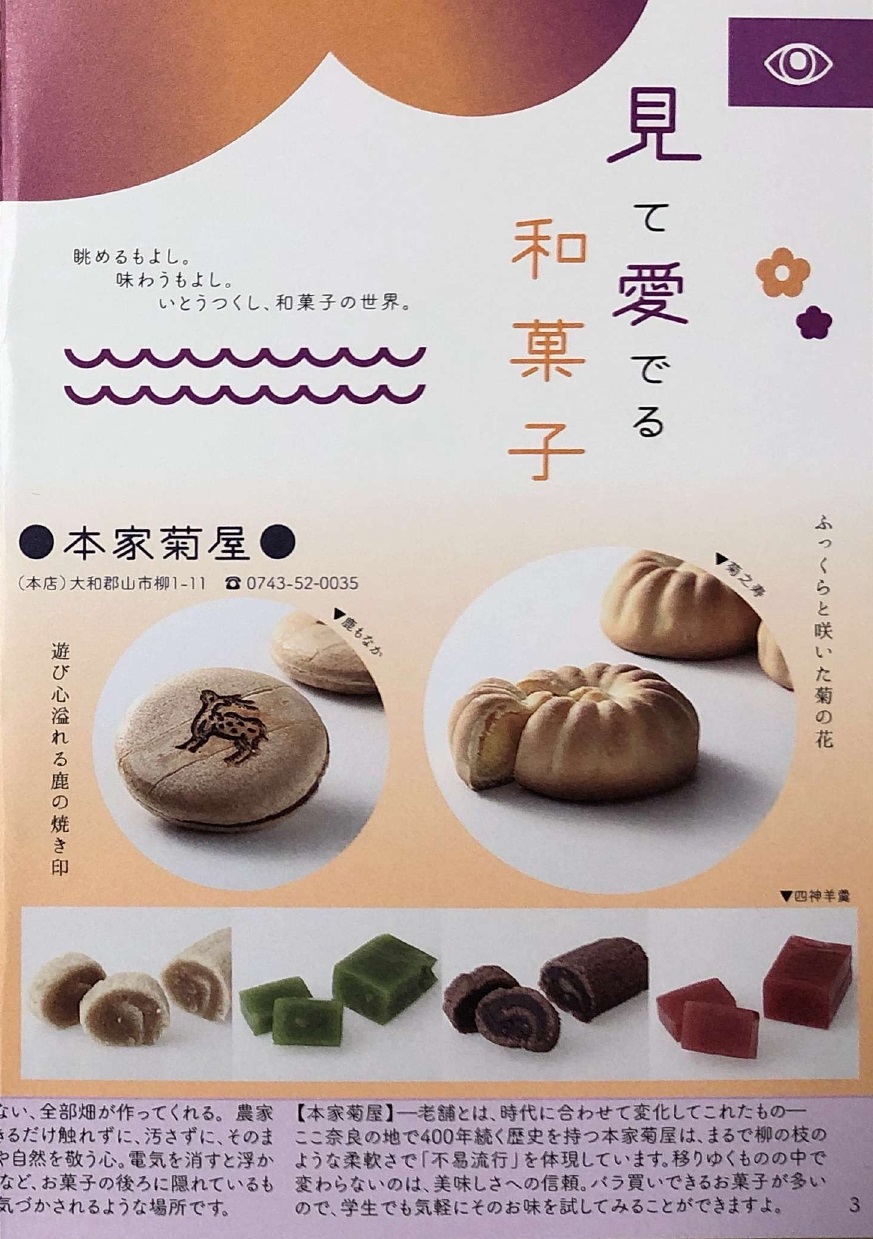 見て愛でる
和菓子
眺めるもよし。
味わうもよし。
いとうつくし、和菓子の世界。
●本家菊屋●
（本店）大和郡山市柳1-11 ☎ 0743-52-0035
▼菊之寿
ふっくらと咲いた菊の花
▼鹿もなか
遊び心溢れる鹿の焼き印
▼四神羊羹
ない、全部畑が作ってくれる。農家
きるだけ触れずに、汚さずに、そのま
や自然を敬う心。電気を消すと浮か
など、お菓子の後ろに隠れているも
気づかされるような場所です。
【本家菊屋】―老舗とは、時代に合わせて変化してこれたもの―
ここ奈良の地で400年続く歴史を持つ本家菊屋は、まるで柳の枝の
ような柔軟さで「不易流行」を体現しています。移りゆくものの中で
変わらないのは、美味しさへの信頼。バラ買いできるお菓子が多い
ので、学生でも気軽にそのお味を試してみることができますよ。
3